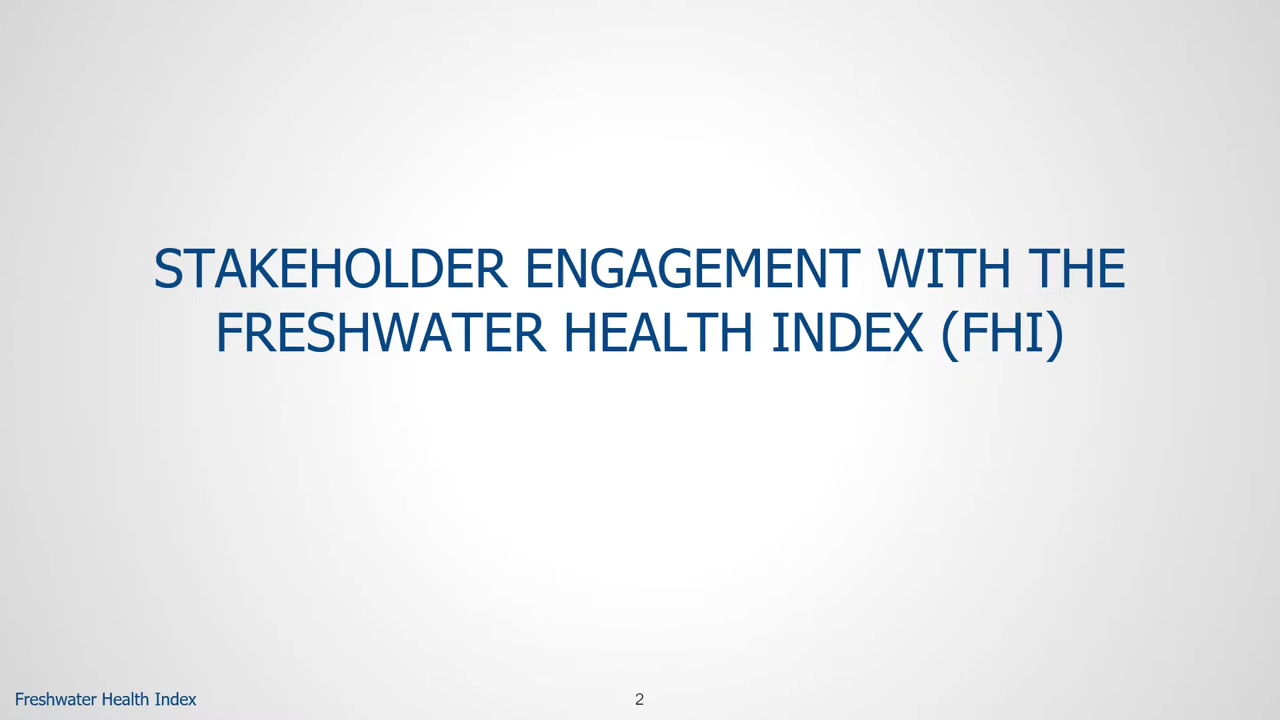 STAKEHOLDER ENGAGEMENT WITH THE
FRESHWATER HEALTH INDEX (FHI)
Freshwater Health Index
2